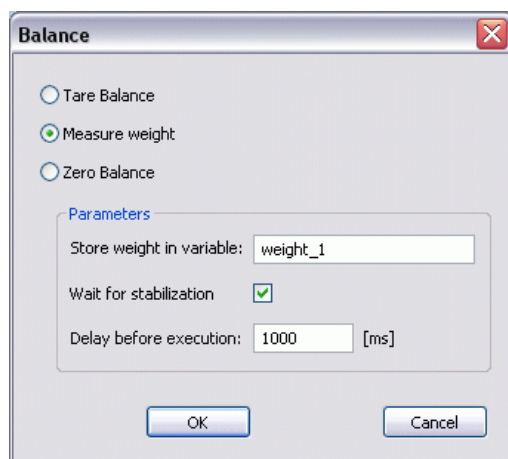 Balance
Tare Balance
Measure weight
Zero Balance
Parameters
Store weight in variable: weight_1
Wait for stabilization
Delay before execution: 1000 [ms]
OK Cancel